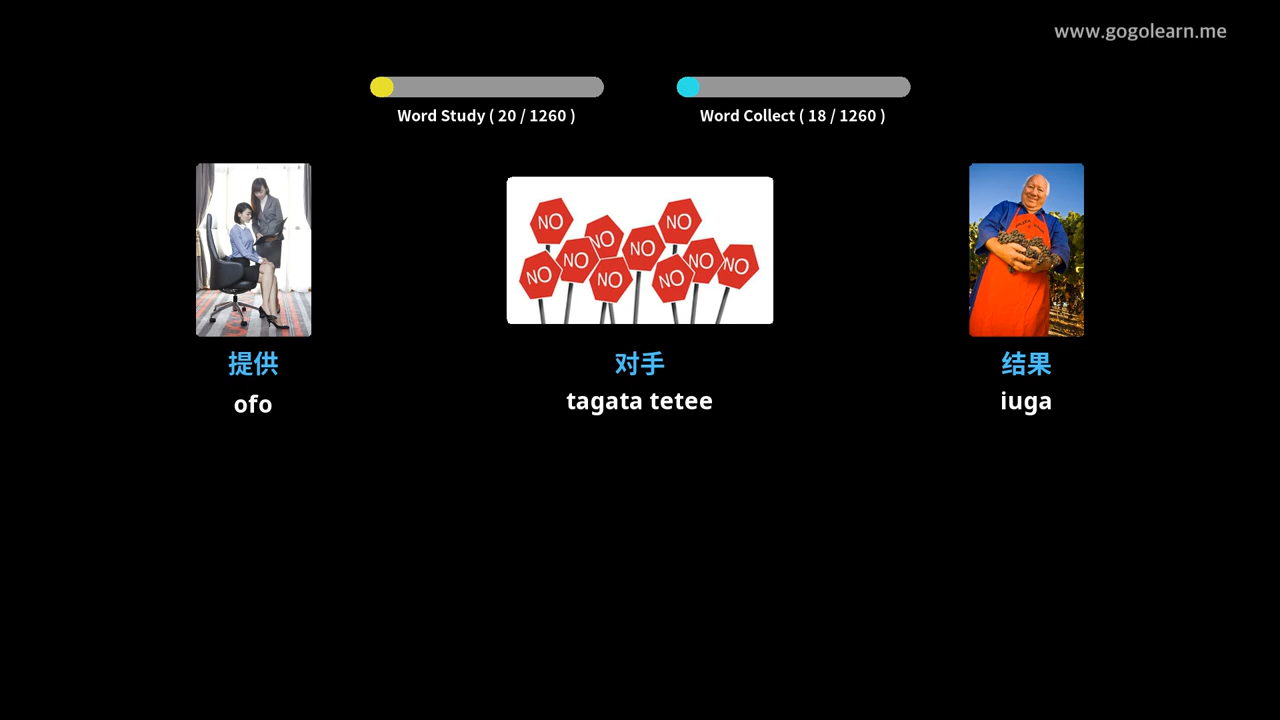 www.gogolearn.me
Word Study ( 20 / 1260 )
Word Collect ( 18 / 1260 )
NO
NO
NO
NO
NO
NO
NO
NO
NO
NO
提供
对手
结果
ofo
tagata tetee
iuga